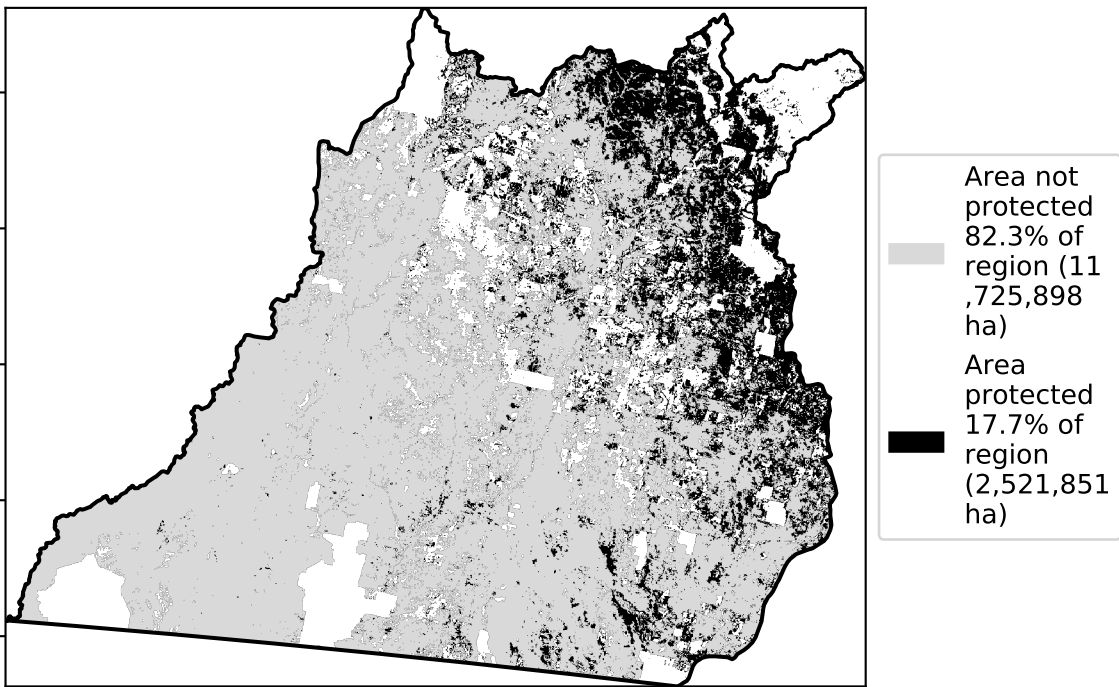 Area not
protected
82.3% of
region (11
,725,898
ha)
Area
protected
17.7% of
region
(2,521,851
ha)